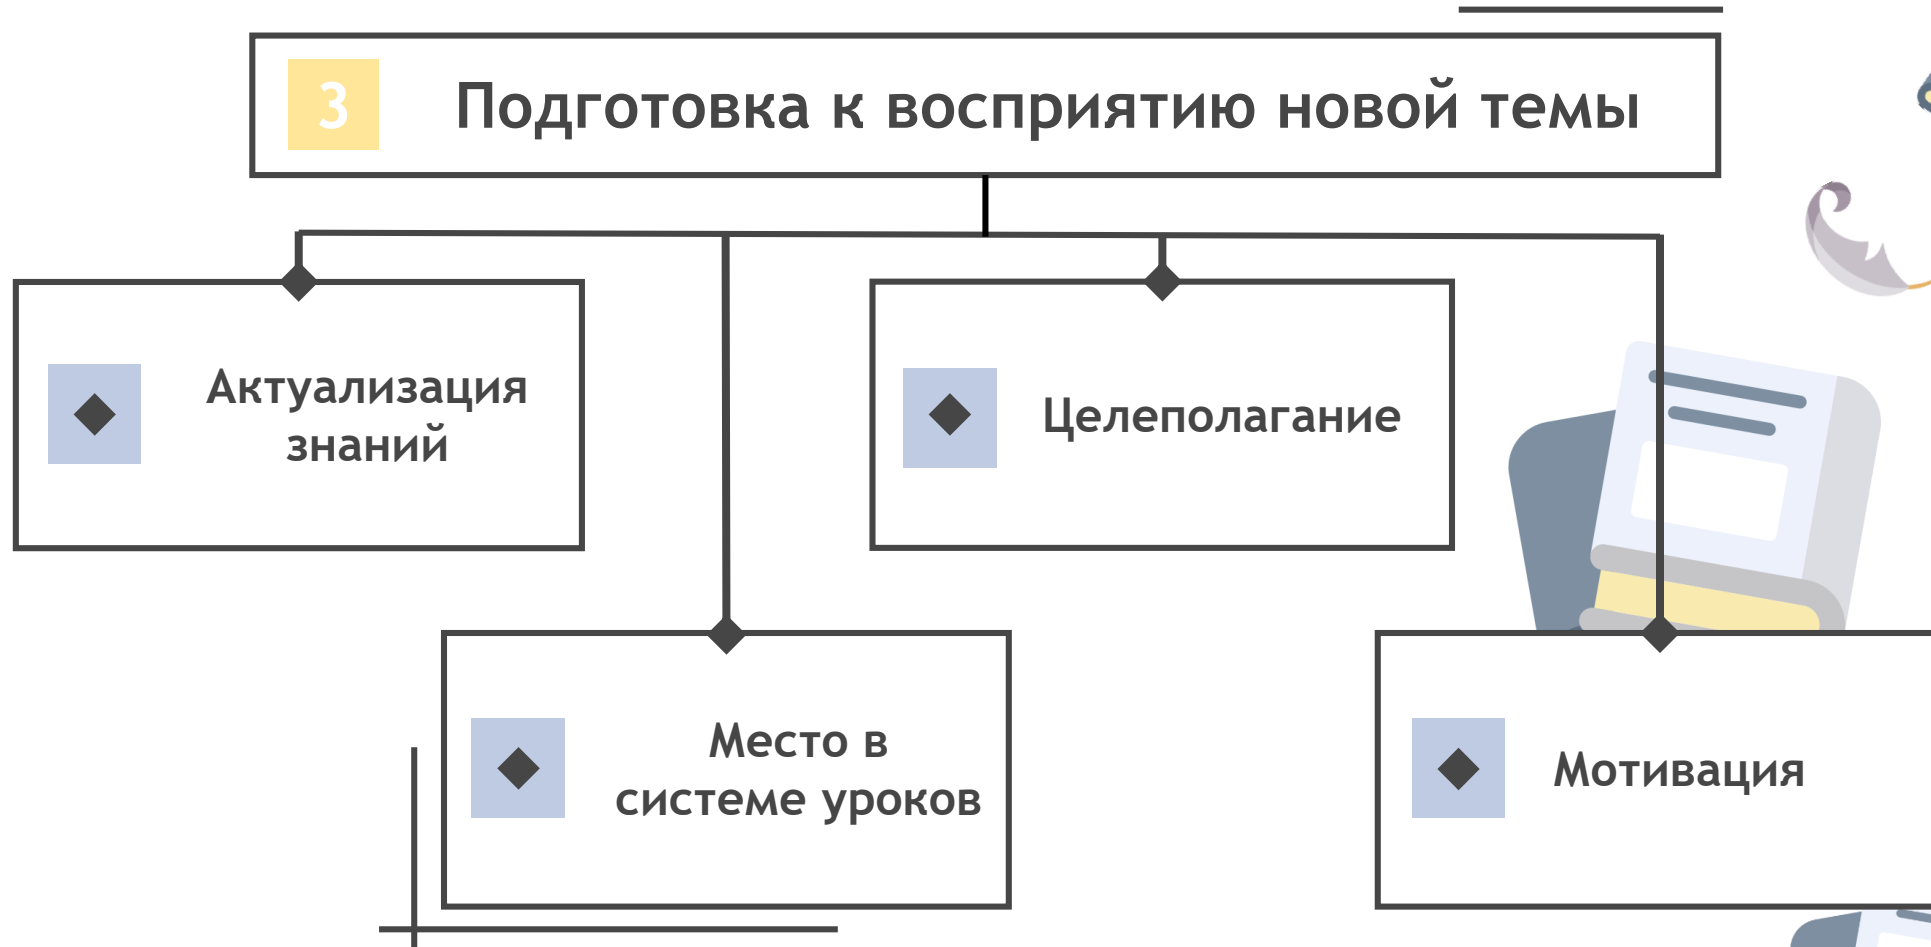 3
Подготовка к восприятию новой темы
Актуализация
знаний
Целеполагание
Место в
системе уроков
Мотивация